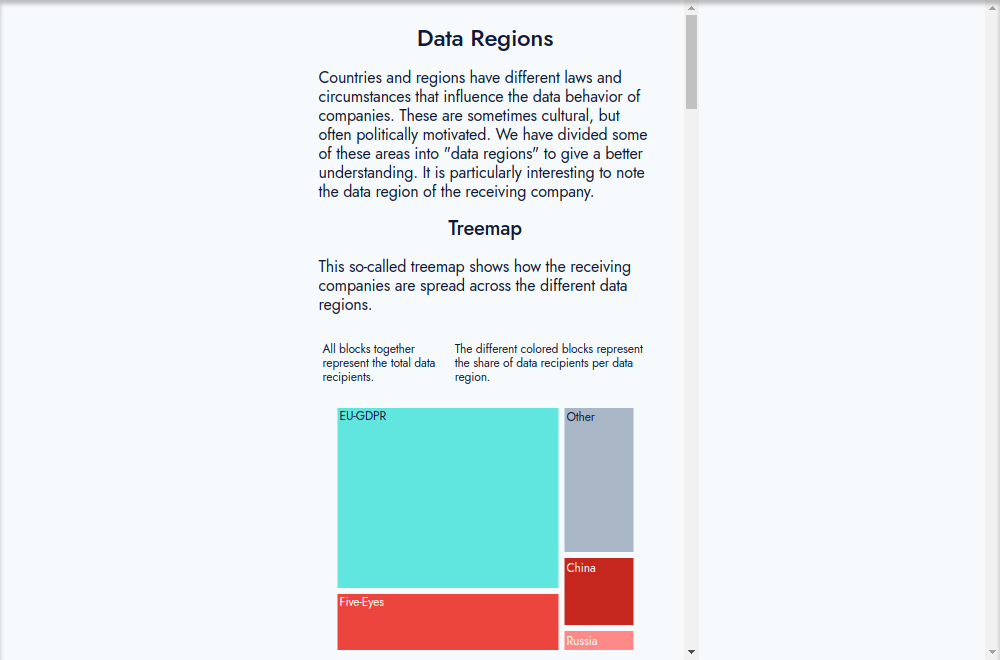 Data Regions
Countries and regions have different laws and
circumstances that influence the data behavior of
companies. These are sometimes cultural, but
often politically motivated. We have divided some
of these areas into "data regions" to give a better
understanding. It is particularly interesting to note
the data region of the receiving company.
Treemap
This so-called treemap shows how the receiving
companies are spread across the different data
regions.
All blocks together
represent the total data
recipients.
The different colored blocks represent
the share of data recipients per data
region.
EU-GDPR
Other
China
Five-Eyes
Russia